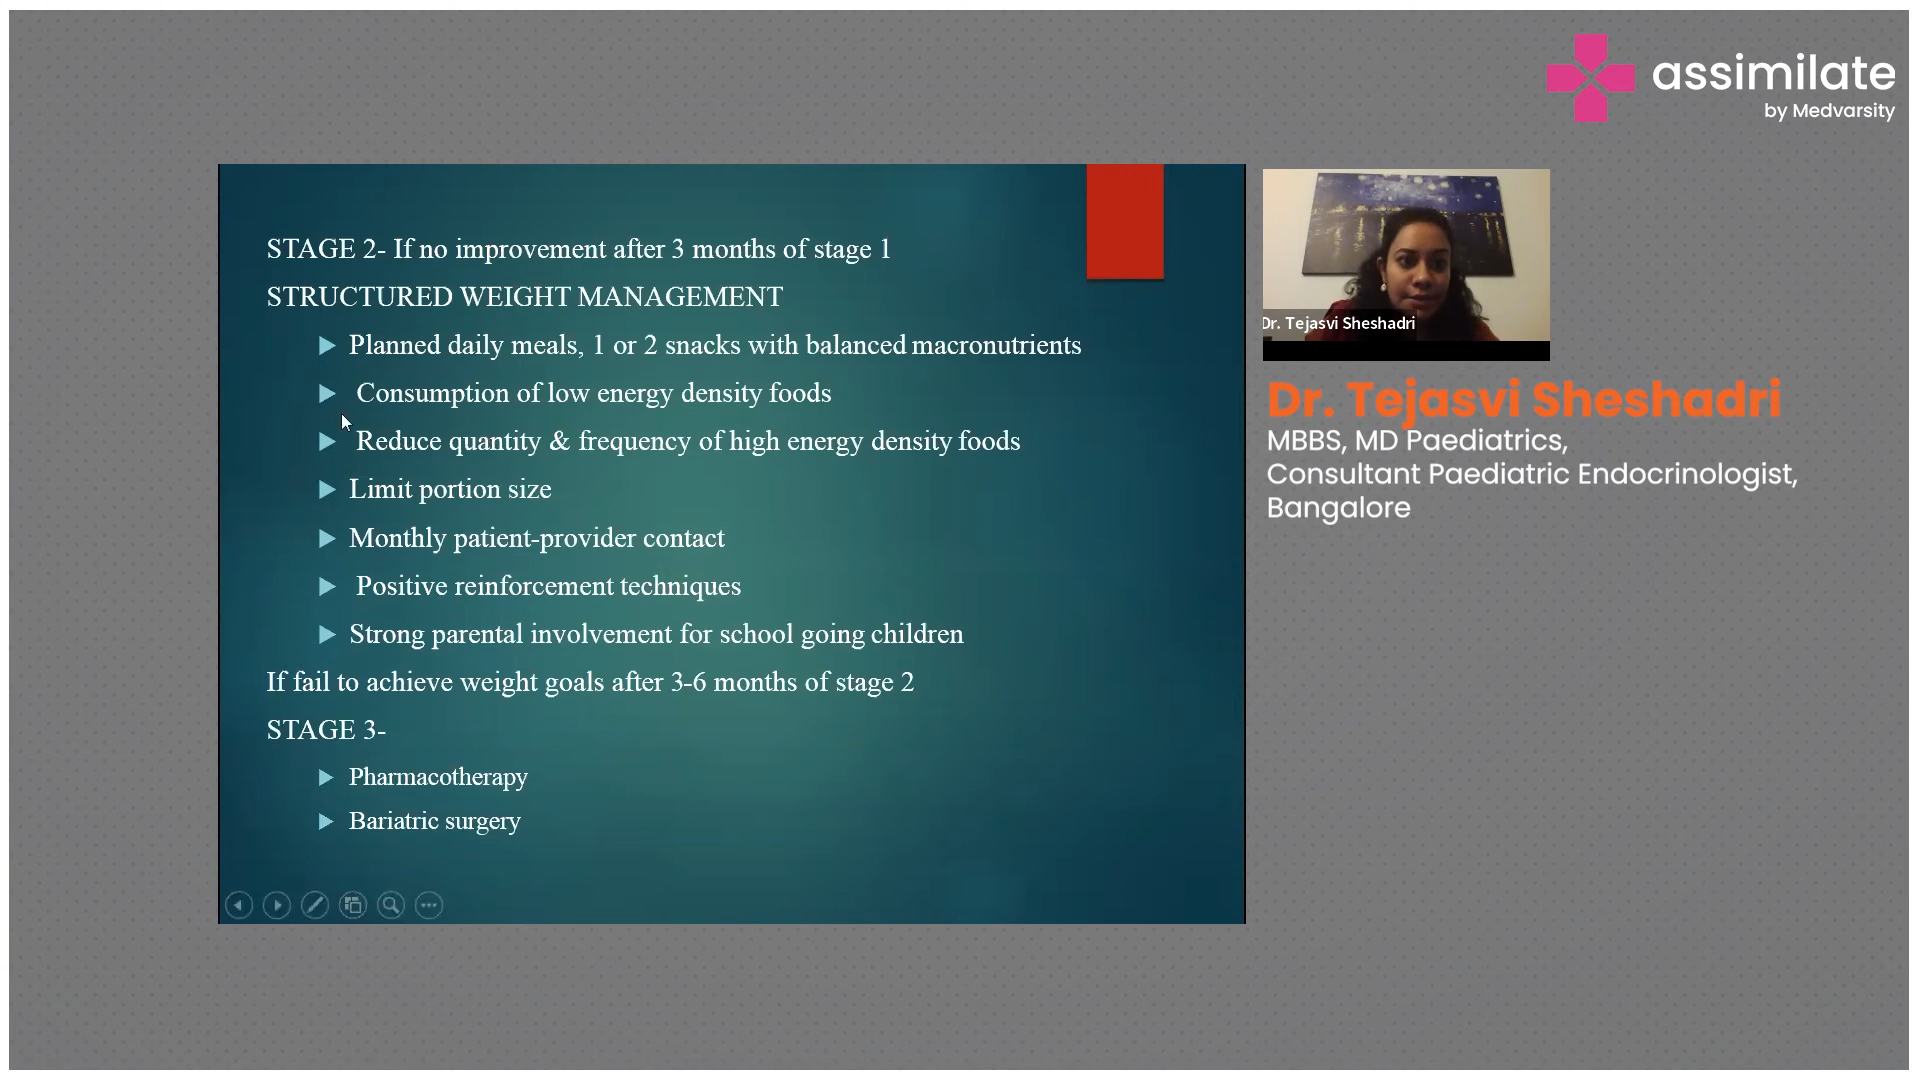 assimilate
by Medvarsity
STAGE 2- If no improvement after 3 months of stage 1
STRUCTURED WEIGHT MANAGEMENT
Planned daily meals, 1 or 2 snacks with balanced macronutrients
Consumption of low energy density foods
Reduce quantity & frequency of high energy density foods
Limit portion size
Monthly patient-provider contact
Positive reinforcement techniques
Strong parental involvement for school going children
If fail to achieve weight goals after 3-6 months of stage 2
STAGE 3-
Pharmacotherapy
Bariatric surgery
Dr. Tejasvi Sheshadri
Dr. Tejasvi Sheshadri
MBBS, MD Paediatrics,
Consultant Paediatric Endocrinologist,
Bangalore